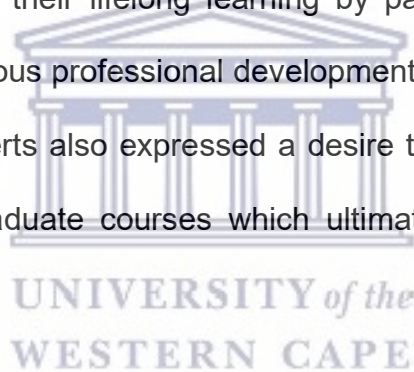 their lifelong learning by pa
ous professional development
erts also expressed a desire t
aduate courses which ultimat
UNIVERSITY of the
WESTERN CAPE